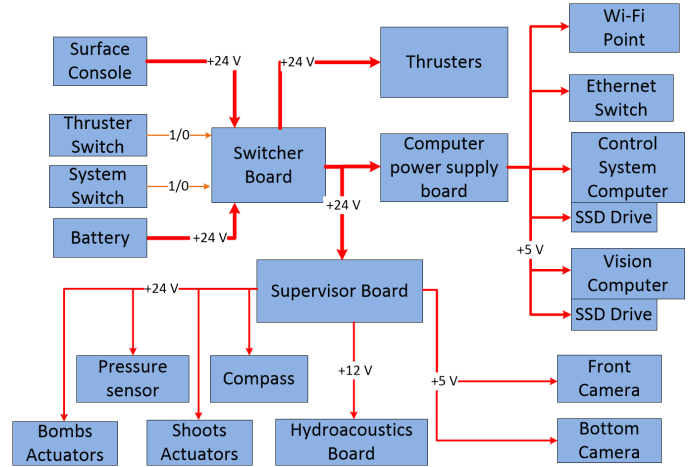 Surface
Console
+24 V
+24 V
Thrusters
Wi-Fi
Point
Ethernet
Switch
Thruster
Switch
1/0
System
Switch
1/0
Switcher
Board
Computer
power supply
board
Control
System
Computer
SSD Drive
Battery
+24 V
+24 V
+5 V
Vision
Computer
SSD Drive
Supervisor Board
+24 V
Pressure
sensor
Compass
+12 V
+5 V
Front
Camera
Bombs
Actuators
Shoots
Actuators
Hydroacoustics
Board
Bottom
Camera